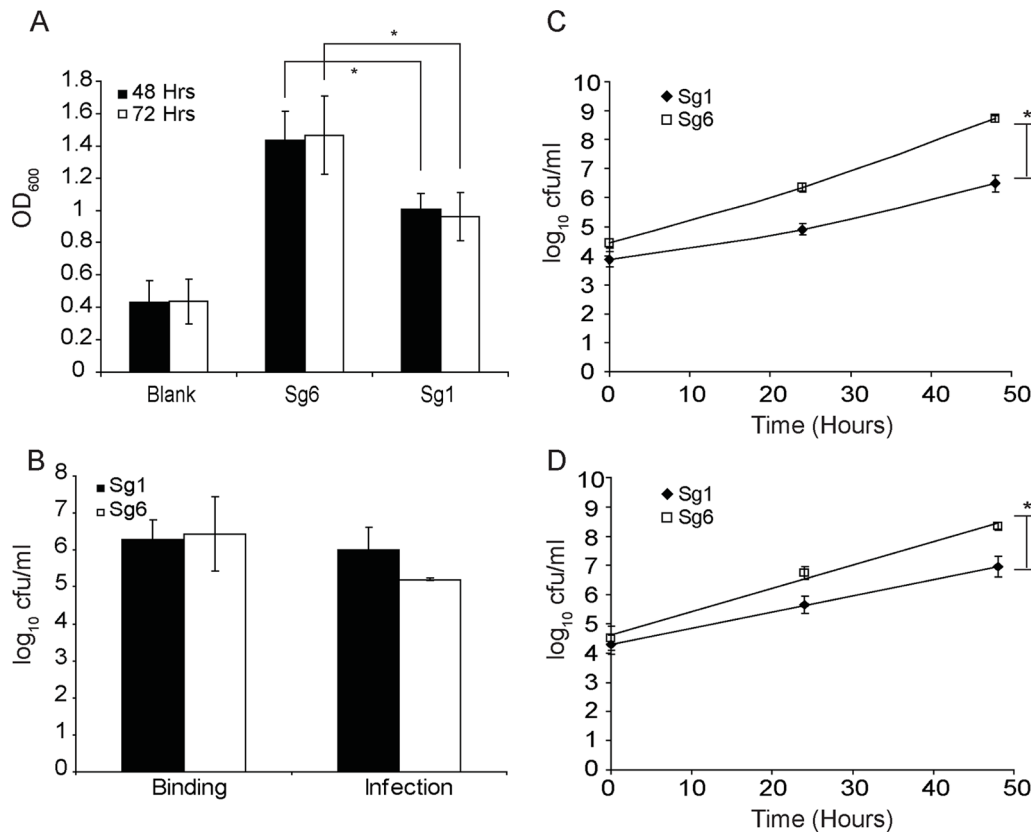 A
*
*
1.8
1.6
1.4
1.2
1
0.8
0.6
0.4
0.2
0
OD600
48 Hrs
72 Hrs
Blank Sg6 Sg1
B
8
7
6
5
4
3
2
1
0
log10 cfu/ml
Sg1
Sg6
Binding Infection
C
10
9
8
7
6
5
4
3
2
1
0
log10 cfu/ml
Sg1
Sg6
*
0 10 20 30 40 50
Time (Hours)
D
10
9
8
7
6
5
4
3
2
1
0
log10 cfu/ml
Sg1
Sg6
*
0 10 20 30 40 50
Time (Hours)